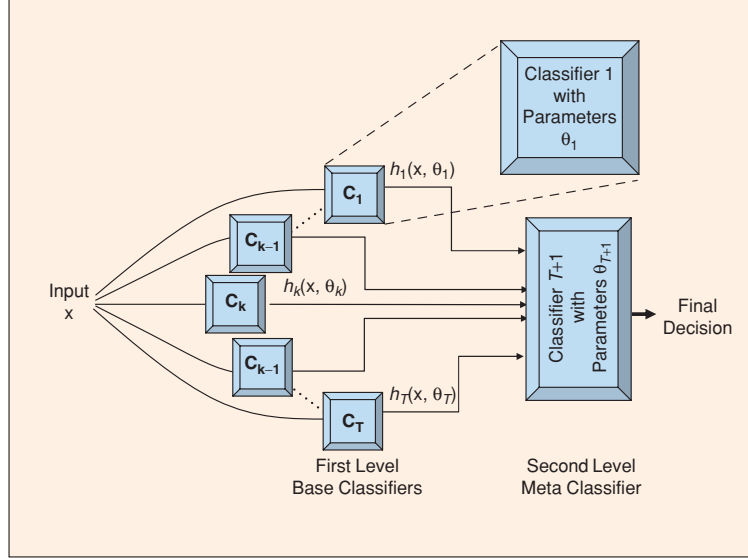 Classifier 1
with
Parameters
θ1
h1(x, θ1)
C1
Ck–1
Input
x
Ck
hk(x, θk)
Classifier T+1
with
Parameters θT+1
Final
Decision
Ck–1
hT(x, θT)
CT
First Level
Base Classifiers
Second Level
Meta Classifier